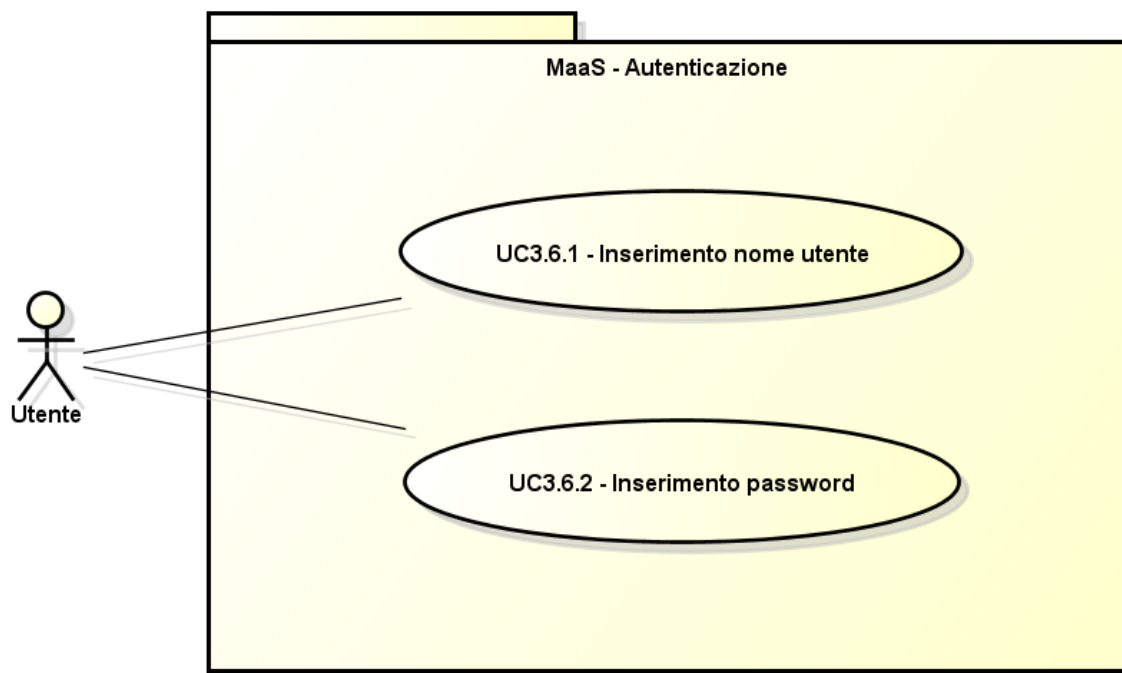 MaaS - Autenticazione
UC3.6.1 - Inserimento nome utente
Utente
UC3.6.2 - Inserimento password